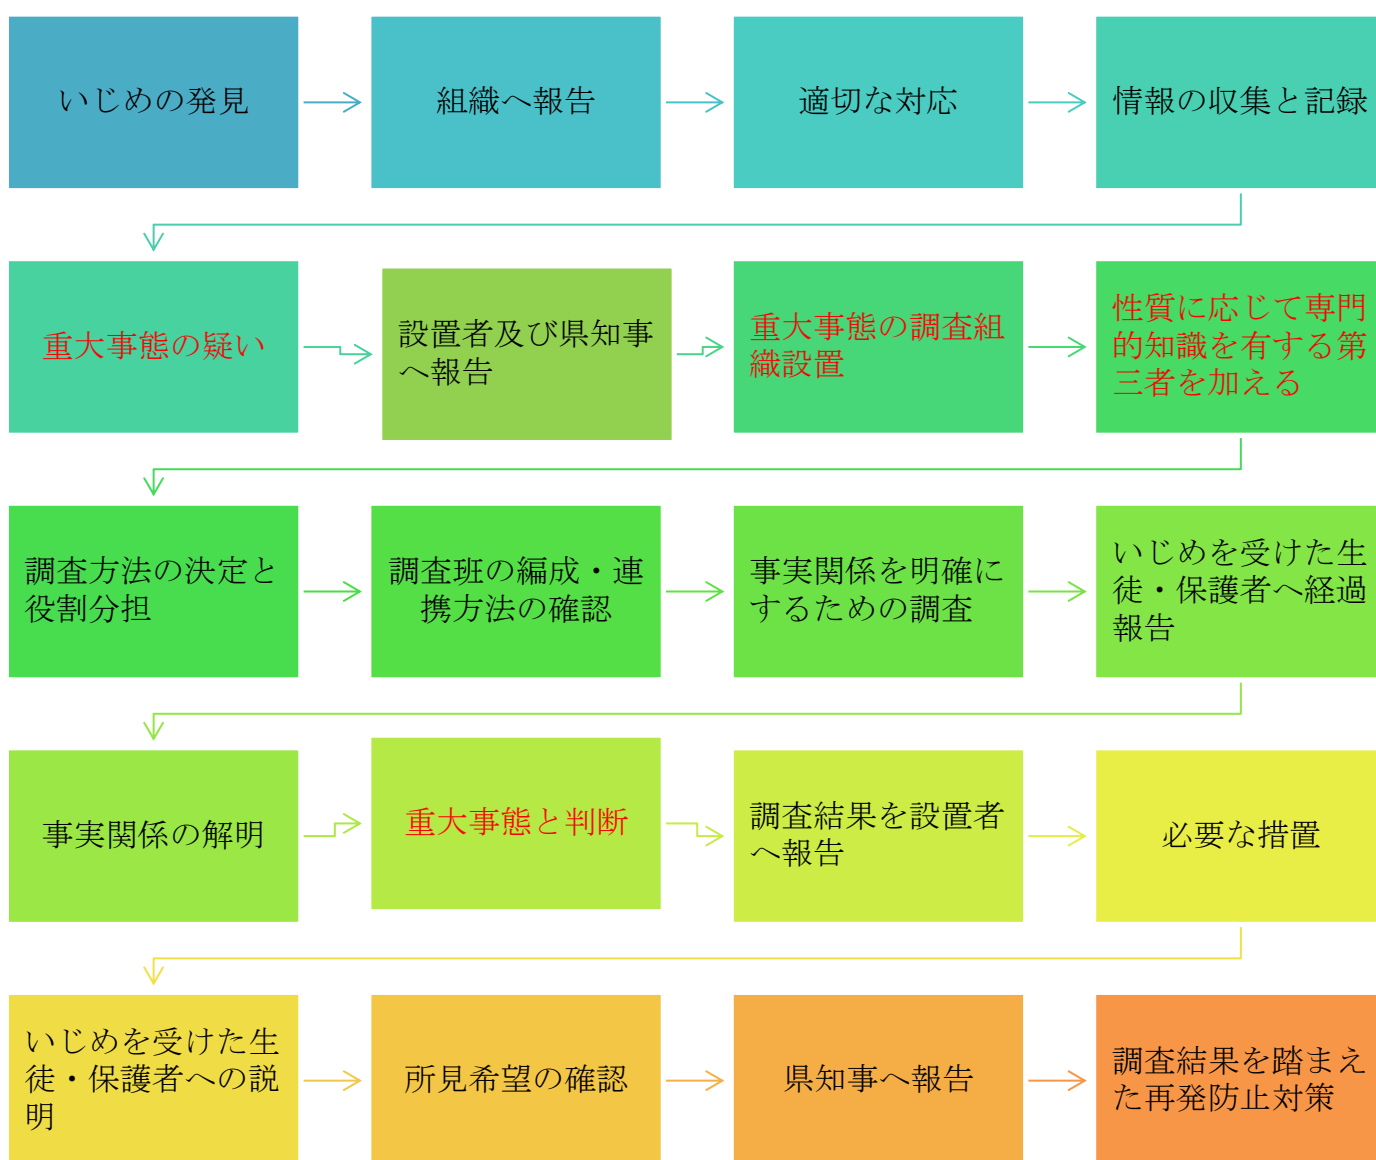 いじめの発見
組織へ報告
適切な対応
情報の収集と記録
重大事態の疑い
設置者及び県知事
へ報告
重大事態の調査組
織設置
性質に応じて専門
的知識を有する第
三者を加える
調査方法の決定と
役割分担
調査班の編成・連
携方法の確認
事実関係を明確に
するための調査
いじめを受けた生
徒・保護者へ経過
報告
事実関係の解明
重大事態と判断
調査結果を設置者
へ報告
必要な措置
いじめを受けた生
徒・保護者への説
明
所見希望の確認
県知事へ報告
調査結果を踏まえ
た再発防止対策